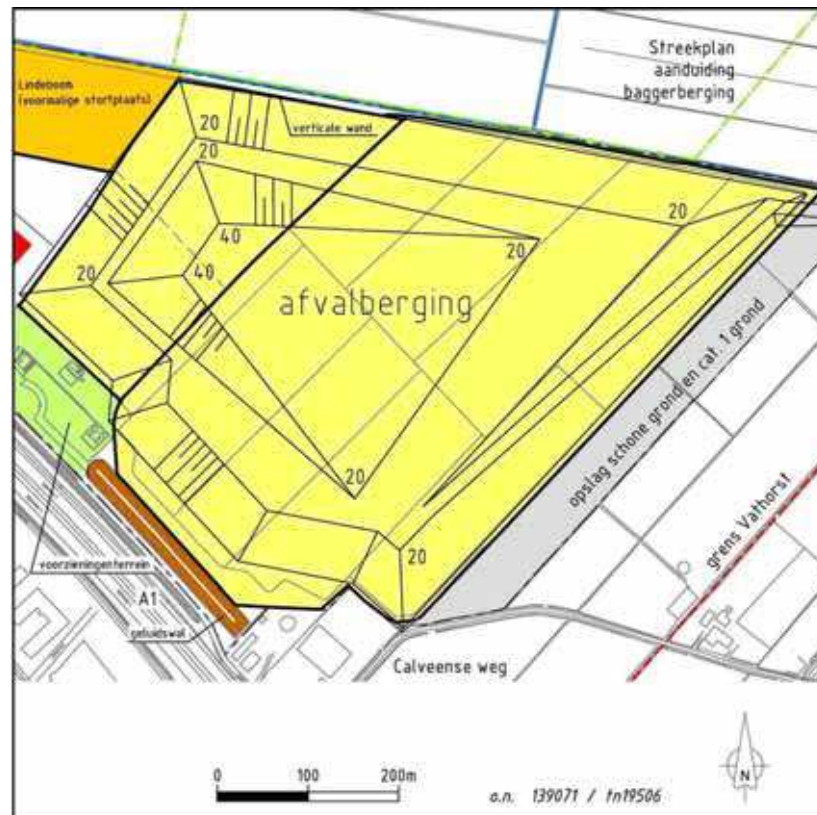 Streekplan
aanduiding
baggerberging
Lindeboom
(voormalige stortplaats)
verticale wand
20
20
20
20
40
40
20
afvalberging
20
20
opslag schone grond en cat. 1 grond
grens Vathorst
voorzieningenterrein
A1
geluidswal
Calveense weg
0
100
200m
N
a.n. 139071 / tn19506